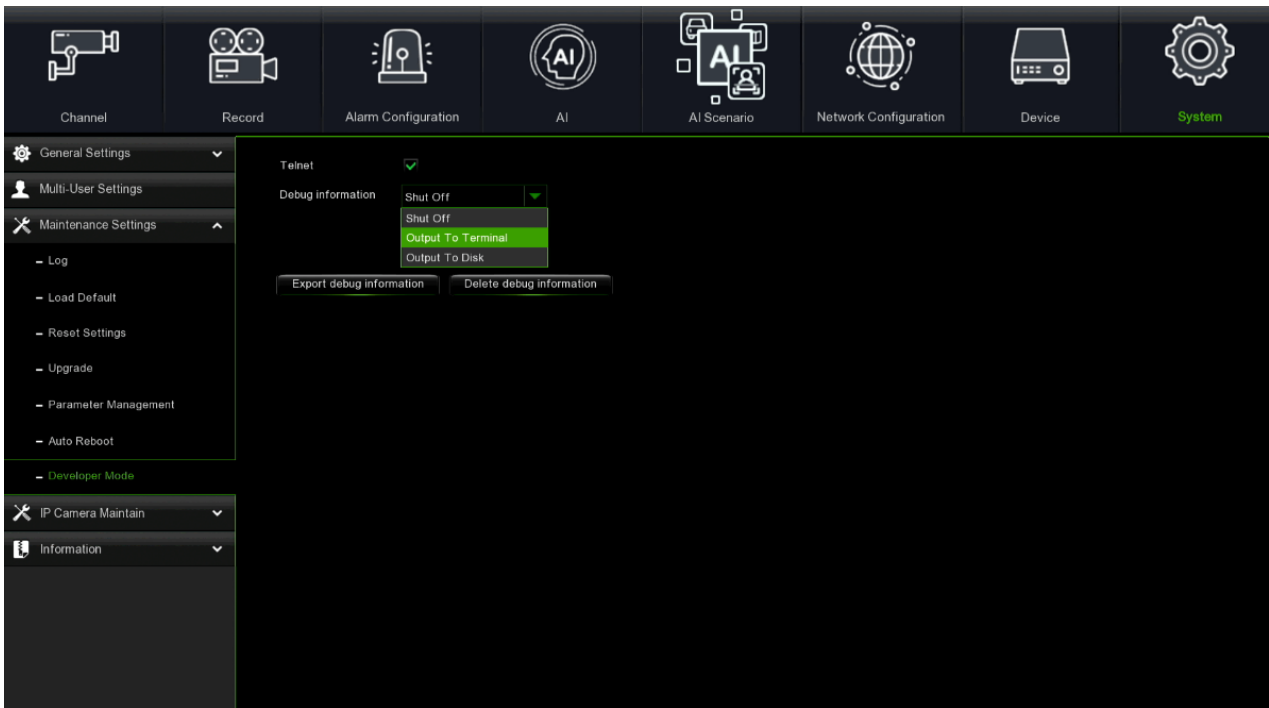 Channel
Record
Alarm Configuration
AI
AI
AI Scenario
AI
Network Configuration
Device
System
General Settings
Multi-User Settings
Maintenance Settings
Log
Load Default
Reset Settings
Upgrade
Parameter Management
Auto Reboot
Developer Mode
IP Camera Maintain
Information
Telnet
Debug information
Shut Off
Shut Off
Output To Terminal
Output To Disk
Export debug information
Delete debug information